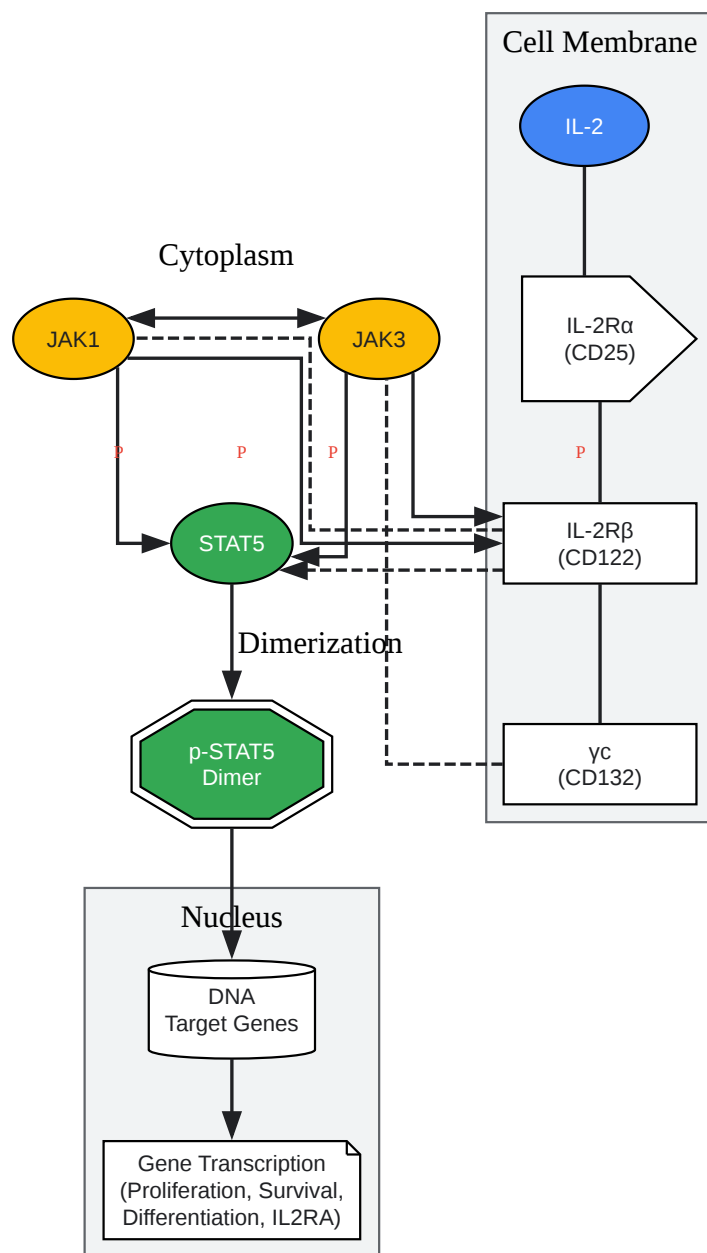 Cell Membrane
IL-2
Cytoplasm
JAK1
JAK3
IL-2Rα
(CD25)
P
P
P
P
STAT5
IL-2Rβ
(CD122)
Dimerization
p-STAT5
Dimer
γc
(CD132)
Nucleus
DNA
Target Genes
Gene Transcription
(Proliferation, Survival,
Differentiation, IL2RA)